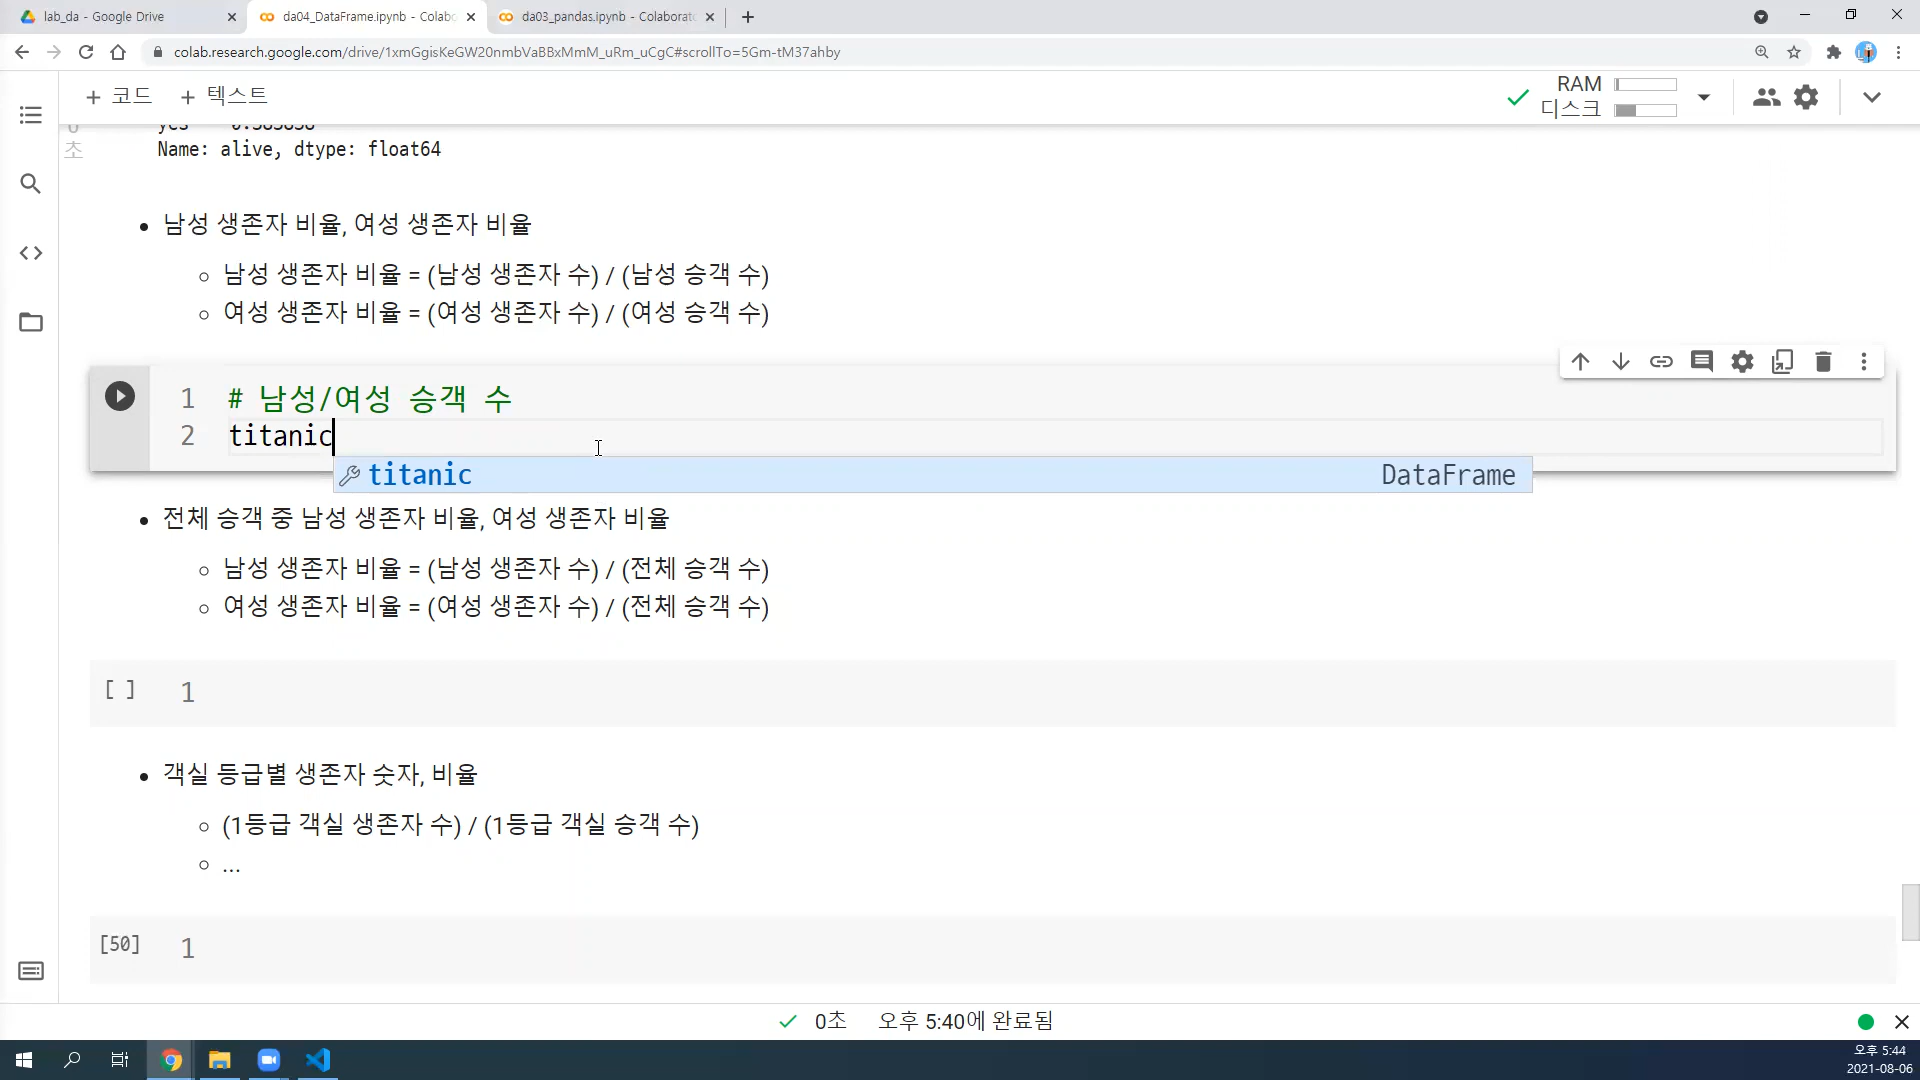 lab_da - Google Drive
da04_DataFrame.ipynb - Colabo
da03_pandas.ipynb - Colaborato
colab.research.google.com/drive/1xmGgisKeGW20nmbVaBBxMmM_uRm_uCgC#scrollTo=5Gm-tM37ahby
+ 코드
+ 텍스트
RAM
디스크
초
Name: alive, dtype: float64
• 남성 생존자 비율, 여성 생존자 비율
◦ 남성 생존자 비율 = (남성 생존자 수) / (남성 승객 수)
◦ 여성 생존자 비율 = (여성 생존자 수) / (여성 승객 수)
1 # 남성/여성 승객 수
2 titanic
titanic DataFrame
• 전체 승객 중 남성 생존자 비율, 여성 생존자 비율
◦ 남성 생존자 비율 = (남성 생존자 수) / (전체 승객 수)
◦ 여성 생존자 비율 = (여성 생존자 수) / (전체 승객 수)
[ ] 1
• 객실 등급별 생존자 숫자, 비율
◦ (1등급 객실 생존자 수) / (1등급 객실 승객 수)
◦ ...
[50] 1
0초 오후 5:40에 완료됨
오후 5:44
2021-08-06